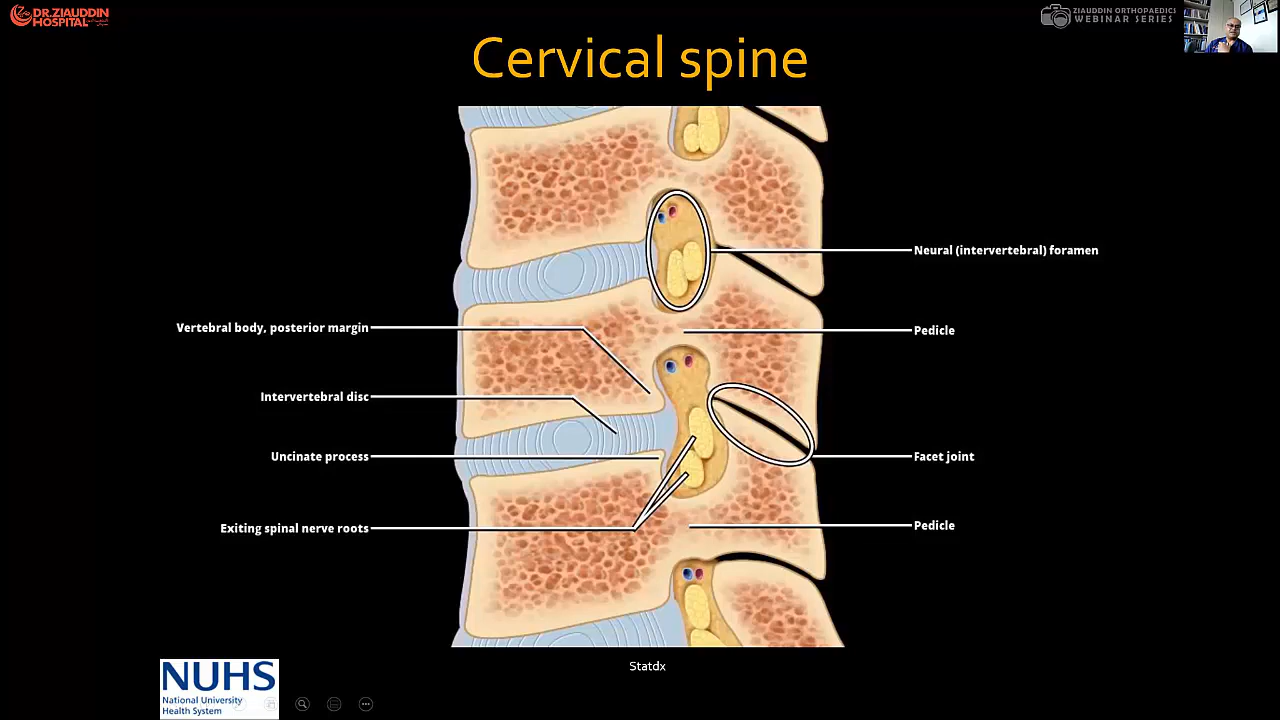 DR.ZIAUDDIN
HOSPITAL
ZIAUDDIN ORTHOPAEDICS
WEBINAR SERIES
Cervical spine
Neural (intervertebral) foramen
Vertebral body, posterior margin
Pedicle
Intervertebral disc
Uncinate process
Facet joint
Exiting spinal nerve roots
Pedicle
Statdx
NUHS
National University
Health System